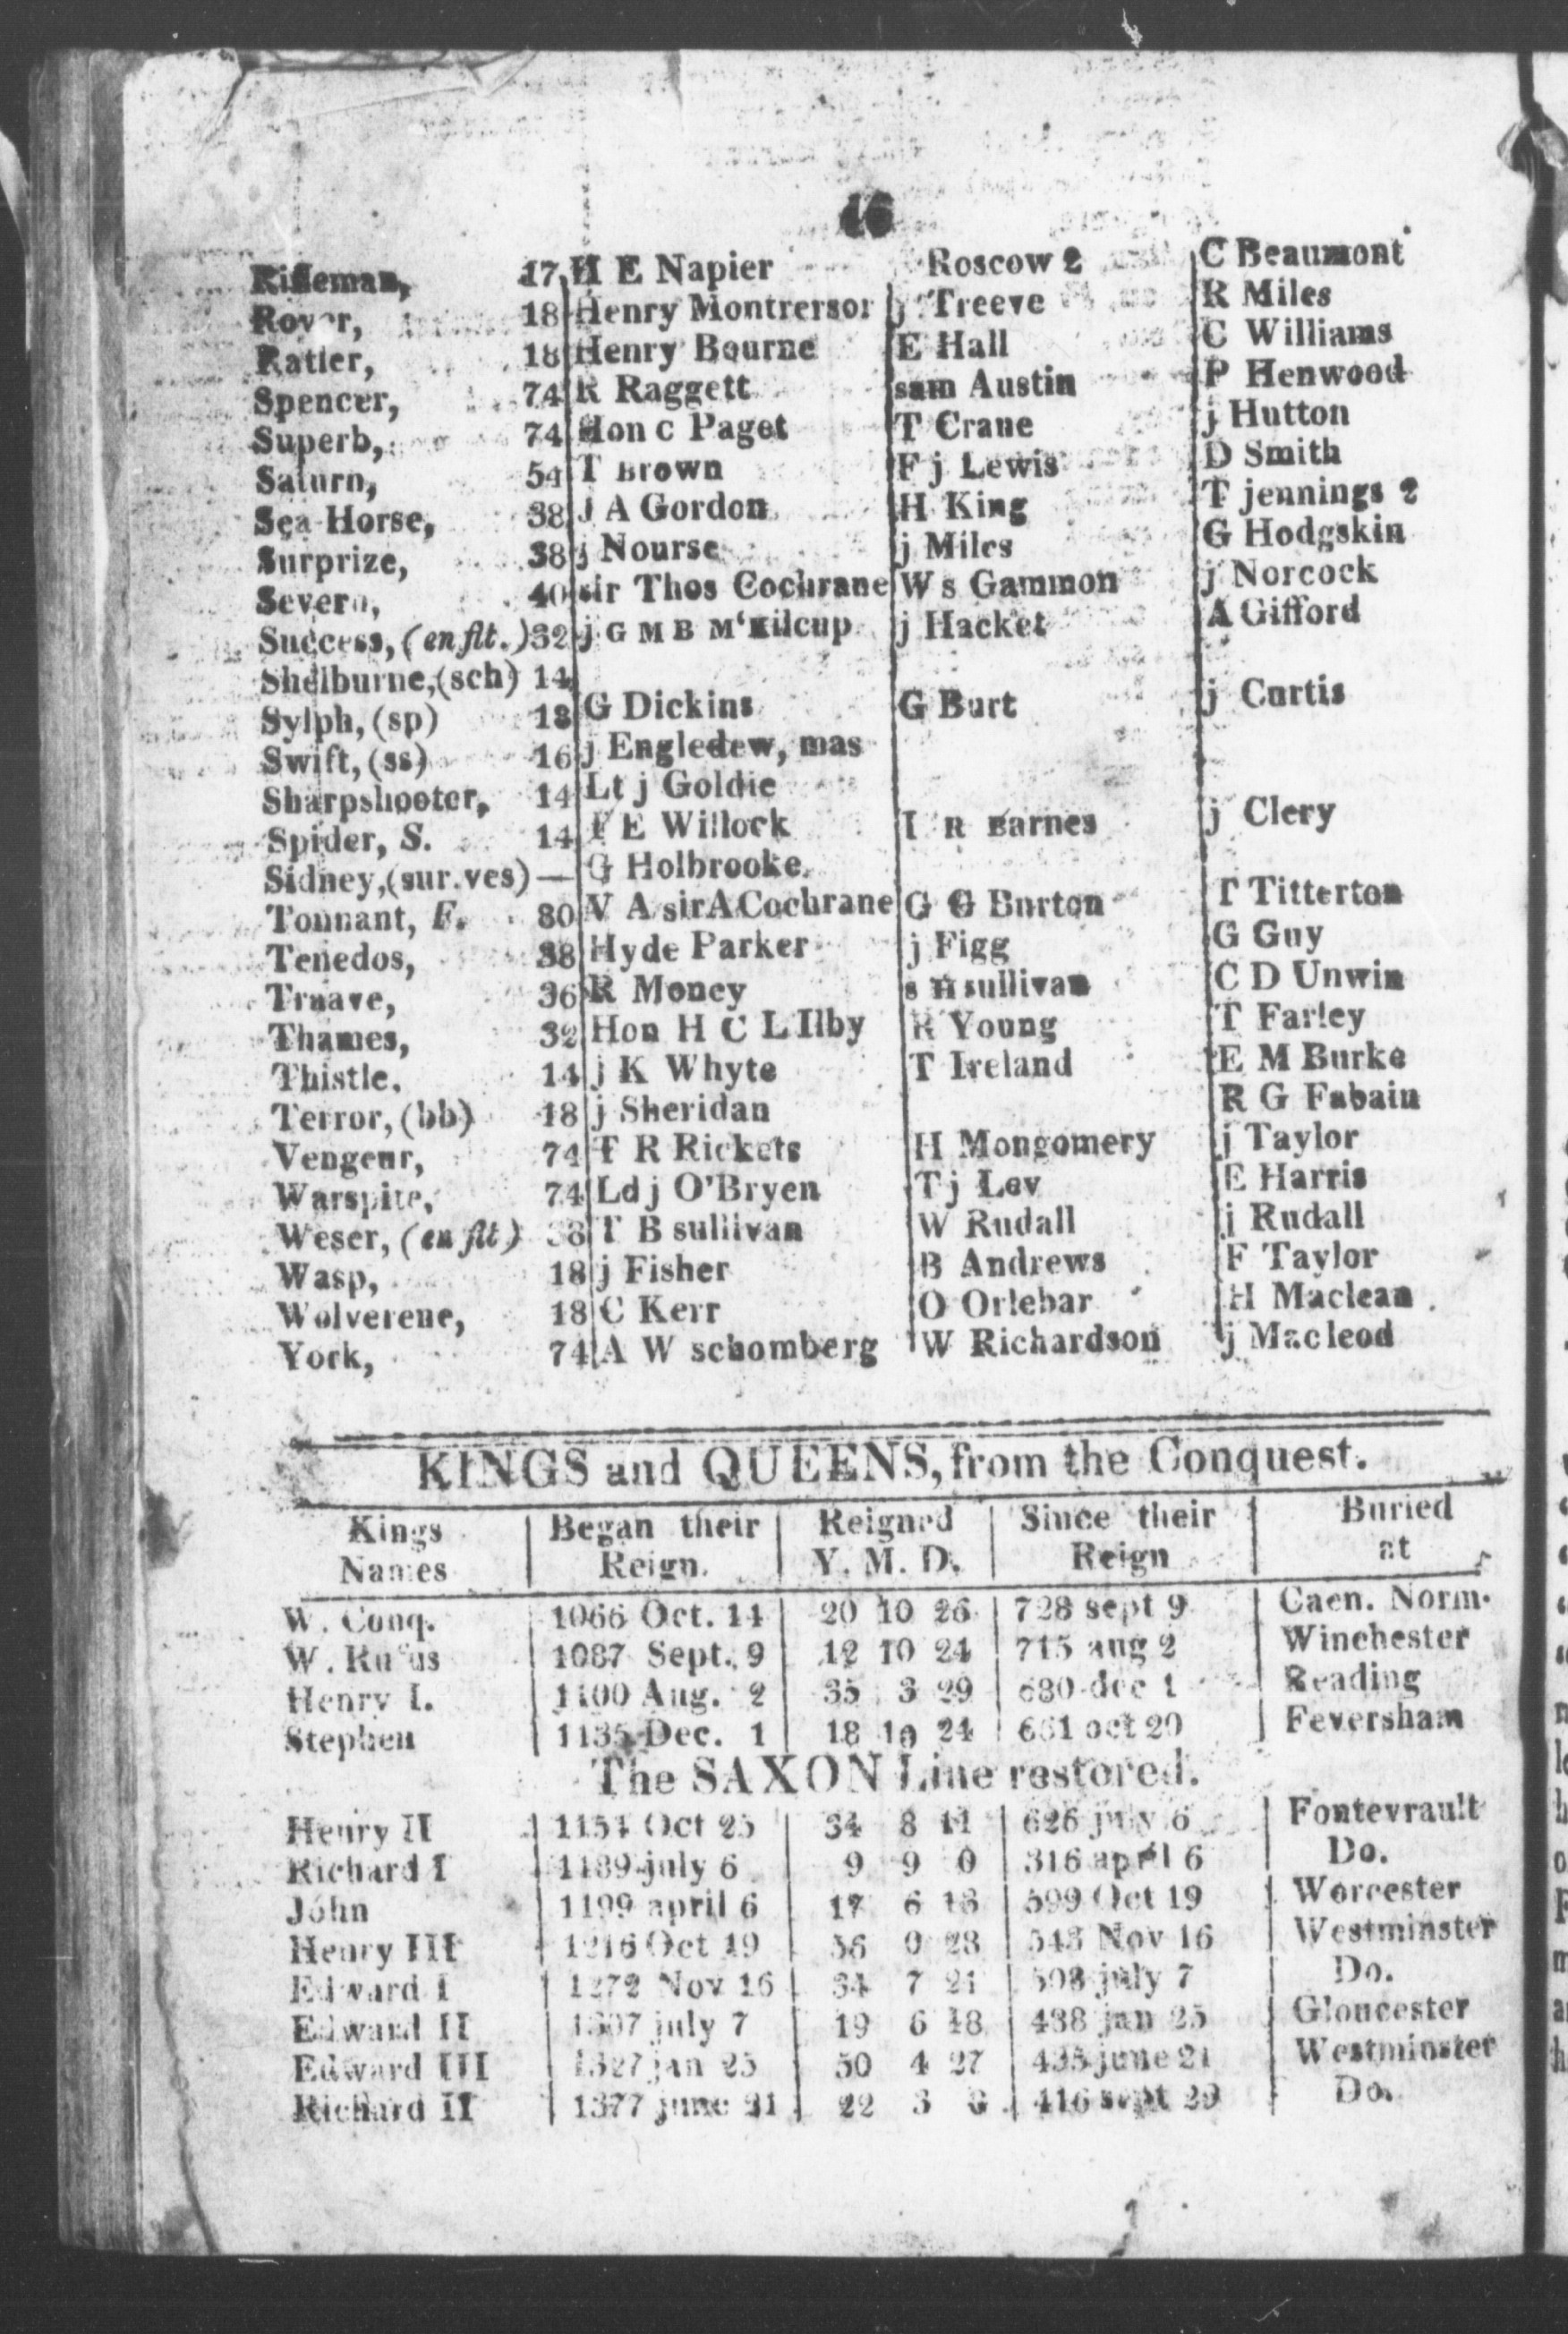 46
Rifleman, 17 H E Napier Roscow 2 C Beaumont
Rover, 18 Henry Montrersor j Treeve R Miles
Ratler, 18 Henry Bourne E Hall C Williams
Spencer, 74 R Raggett sam Austin P Henwood
Superb, 74 Hon c Paget T Crane j Hutton
Saturn, 54 T Brown F j Lewis D Smith
Sea Horse, 38 J A Gordon H King T jennings 2
Surprize, 38 j Nourse j Miles G Hodgskin
Severn, 40 sir Thos Cochrane W s Gammon j Norcock
Success, (en flt.) 32 j G M B M'Kilcup j Hacket A Gifford
Shelburne,(sch) 14
Sylph, (sp) 18 G Dickins G Burt j Curtis
Swift, (ss) 16 j Engledew, mas
Sharpshooter, 14 Lt j Goldie
Spider, S. 14 F E Willock I R Barnes j Clery
Sidney,(sur.ves) — G Holbrooke.
Tonnant, F. 80 V A sir A Cochrane G G Burton T Titterton
Tenedos, 38 Hyde Parker j Figg G Guy
Traave, 36 R Money s H sullivan C D Unwin
Thames, 32 Hon H C L Ilby R Young T Farley
Thistle, 14 j K Whyte T Ireland E M Burke
Terror, (bb) 18 j Sheridan R G Fabain
Vengeur, 74 T R Rickets H Mongomery j Taylor
Warspite, 74 Ld j O'Bryen T j Lev E Harris
Weser, (en flt) 38 T B sullivan W Rudall j Rudall
Wasp, 18 j Fisher B Andrews F Taylor
Wolverene, 18 C Kerr O Orlebar H Maclean
York, 74 A W schomberg W Richardson j Macleod
KINGS and QUEENS, from the Conquest.
Kings Began their Reigned Since their Buried
Names Reign. Y. M. D. Reign at
W. Conq. 1066 Oct. 14 20 10 26 728 sept 9 Caen. Norm.
W. Rufus 1087 Sept. 9 12 10 24 715 aug 2 Winchester
Henry I. 1100 Aug. 2 35 3 29 680 dec 1 Reading
Stephen 1135 Dec. 1 18 10 24 661 oct 20 Feversham
The SAXON Line restored.
Henry II 1154 Oct 25 34 8 11 626 july 6 Fontevrault
Richard I 1189 july 6 9 9 0 316 april 6 Do.
John 1199 april 6 17 6 13 599 Oct 19 Worcester
Henry III 1216 Oct 19 56 0 28 543 Nov 16 Westminster
Edward I 1272 Nov 16 34 7 21 508 july 7 Do.
Edward II 1307 july 7 19 6 18 488 jan 25 Gloucester
Edward III 1327 jan 25 50 4 27 435 june 21 Westminster
Richard II 1377 june 21 22 3 8 416 sept 29 Do.